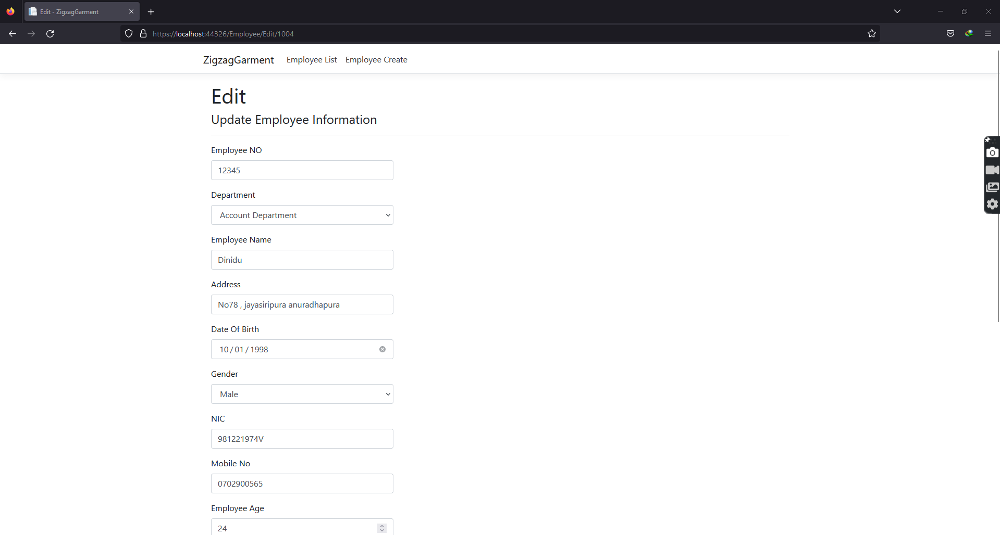 Edit - ZigzagGarment
https://localhost:44326/Employee/Edit/1004
ZigzagGarment Employee List Employee Create
Edit
Update Employee Information
Employee NO
12345
Department
Account Department
Employee Name
Dinidu
Address
No78 , jayasiripura anuradhapura
Date Of Birth
10 / 01 / 1998
Gender
Male
NIC
981221974V
Mobile No
0702900565
Employee Age
24